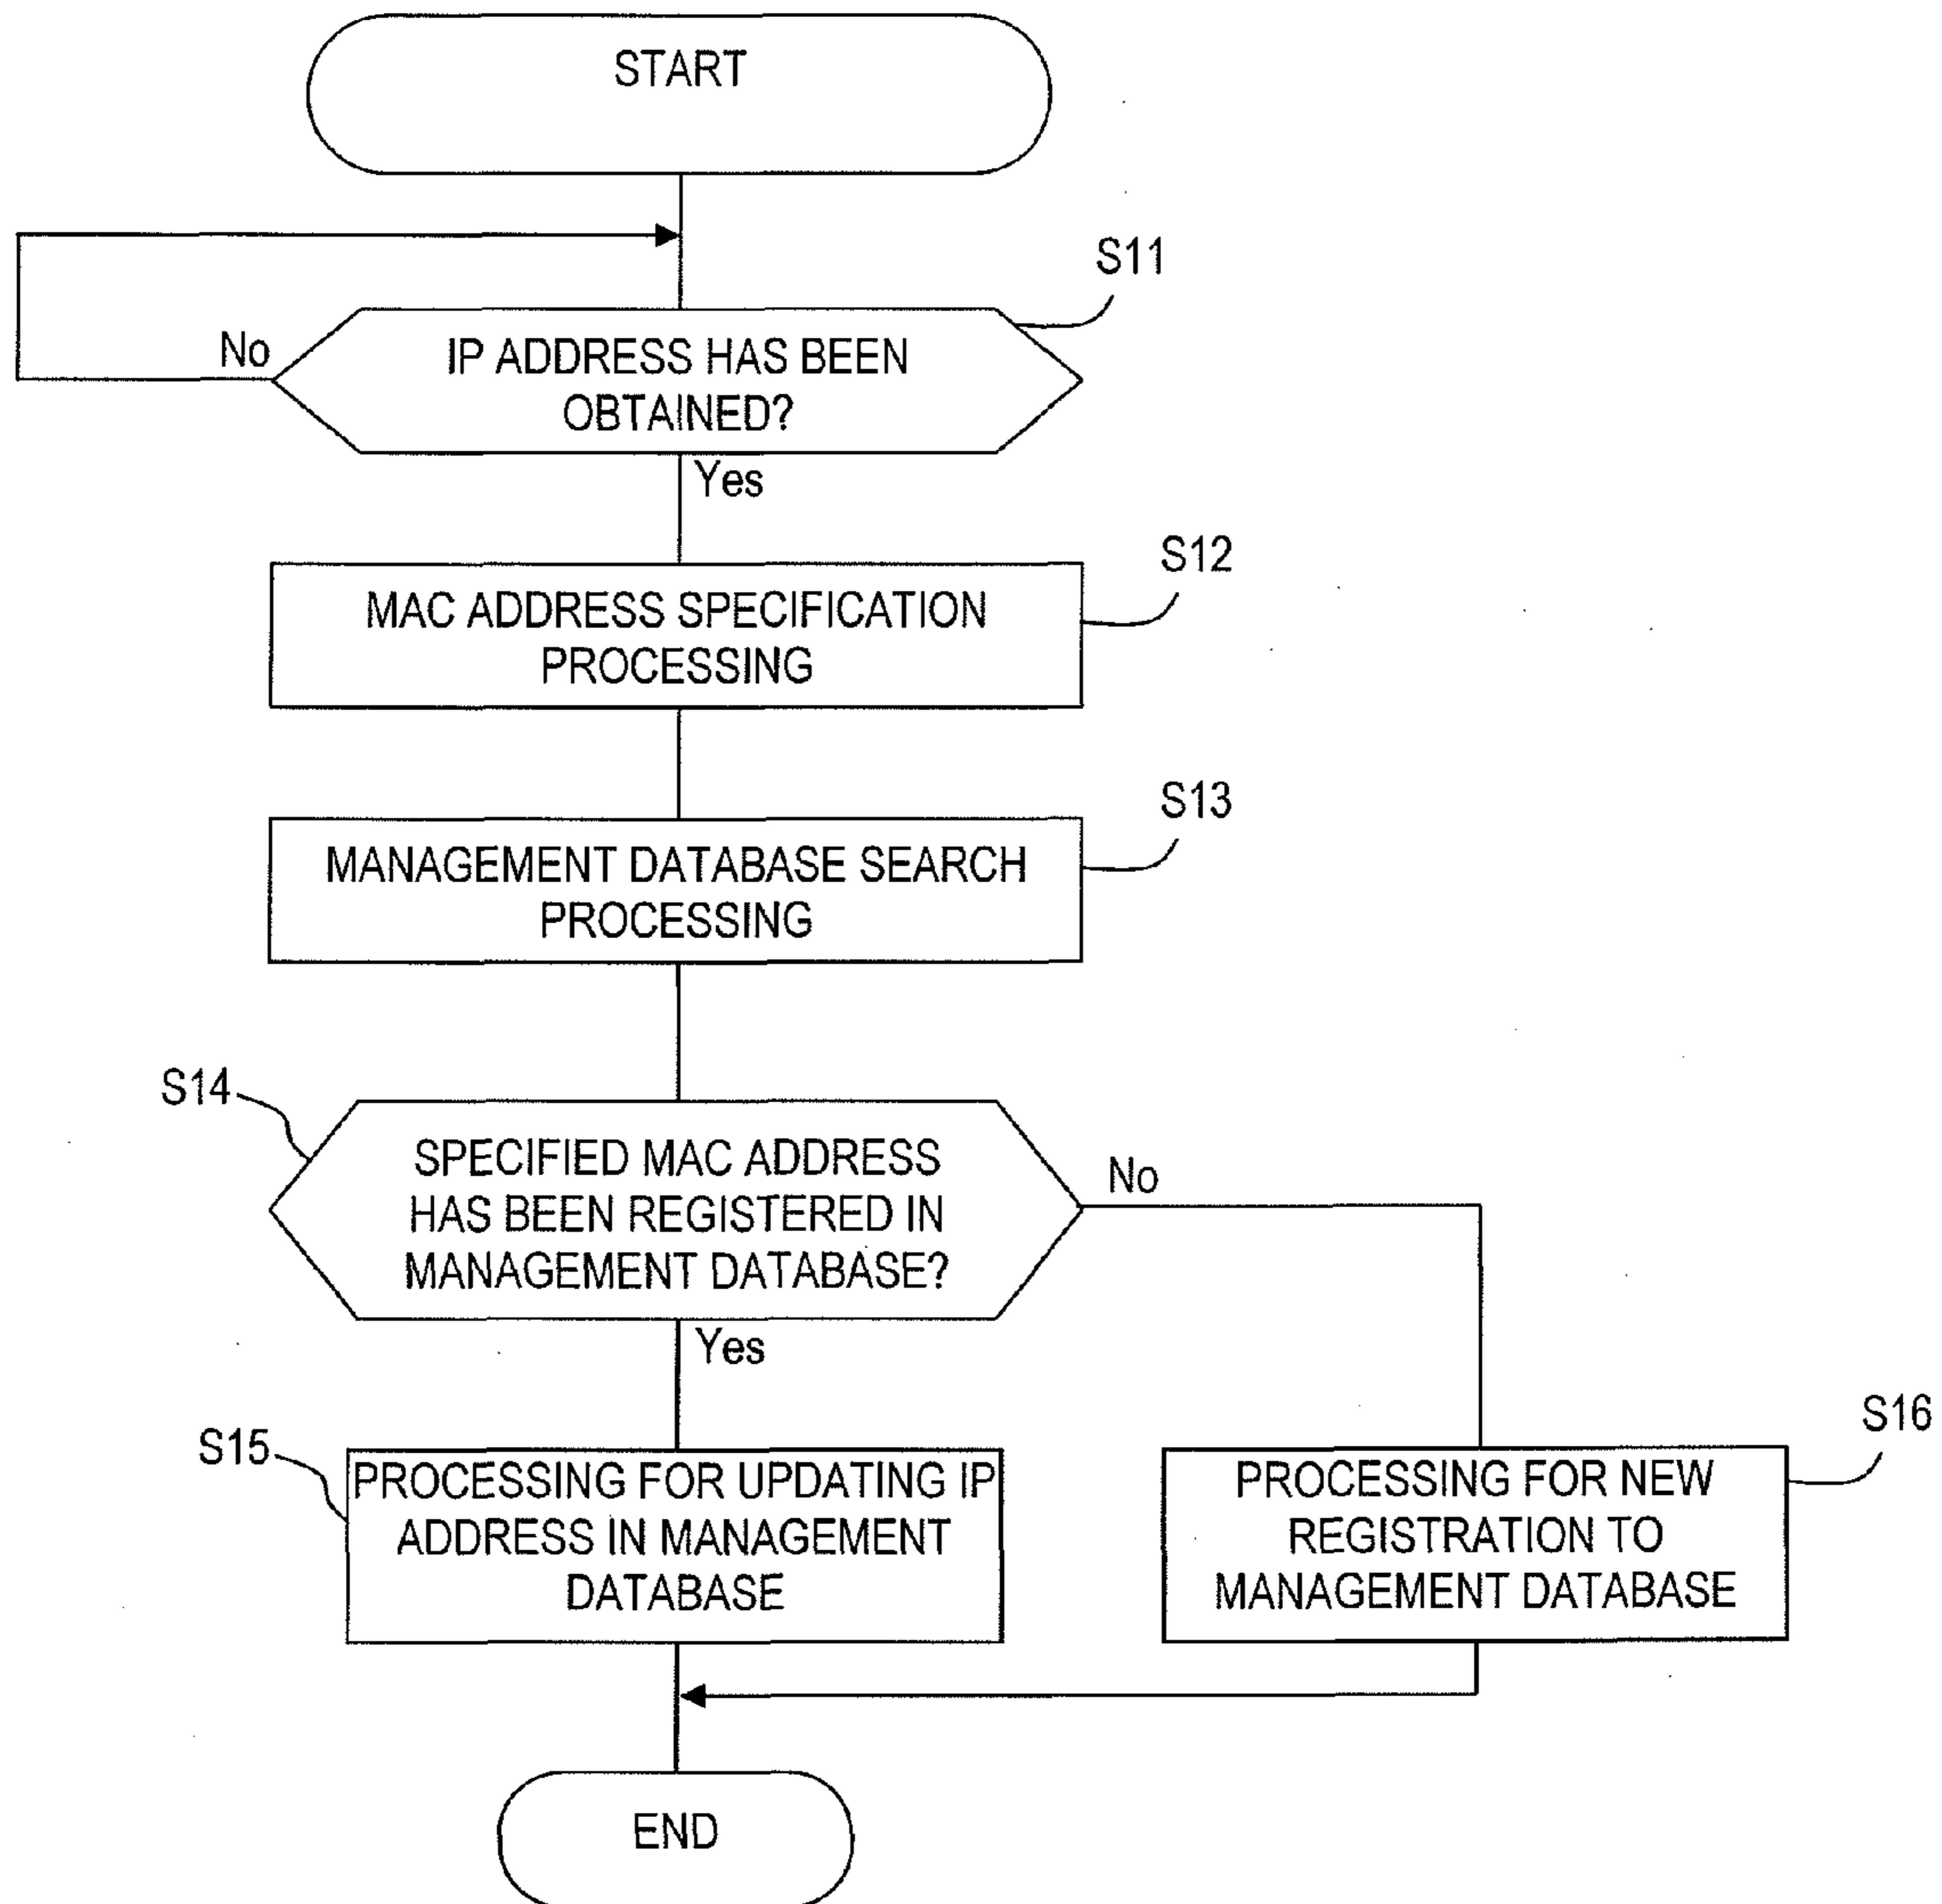 START
S11
No
IP ADDRESS HAS BEEN
OBTAINED?
Yes
S12
MAC ADDRESS SPECIFICATION
PROCESSING
S13
MANAGEMENT DATABASE SEARCH
PROCESSING
S14
SPECIFIED MAC ADDRESS
HAS BEEN REGISTERED IN
MANAGEMENT DATABASE?
No
Yes
S15
PROCESSING FOR UPDATING IP
ADDRESS IN MANAGEMENT
DATABASE
S16
PROCESSING FOR NEW
REGISTRATION TO
MANAGEMENT DATABASE
END